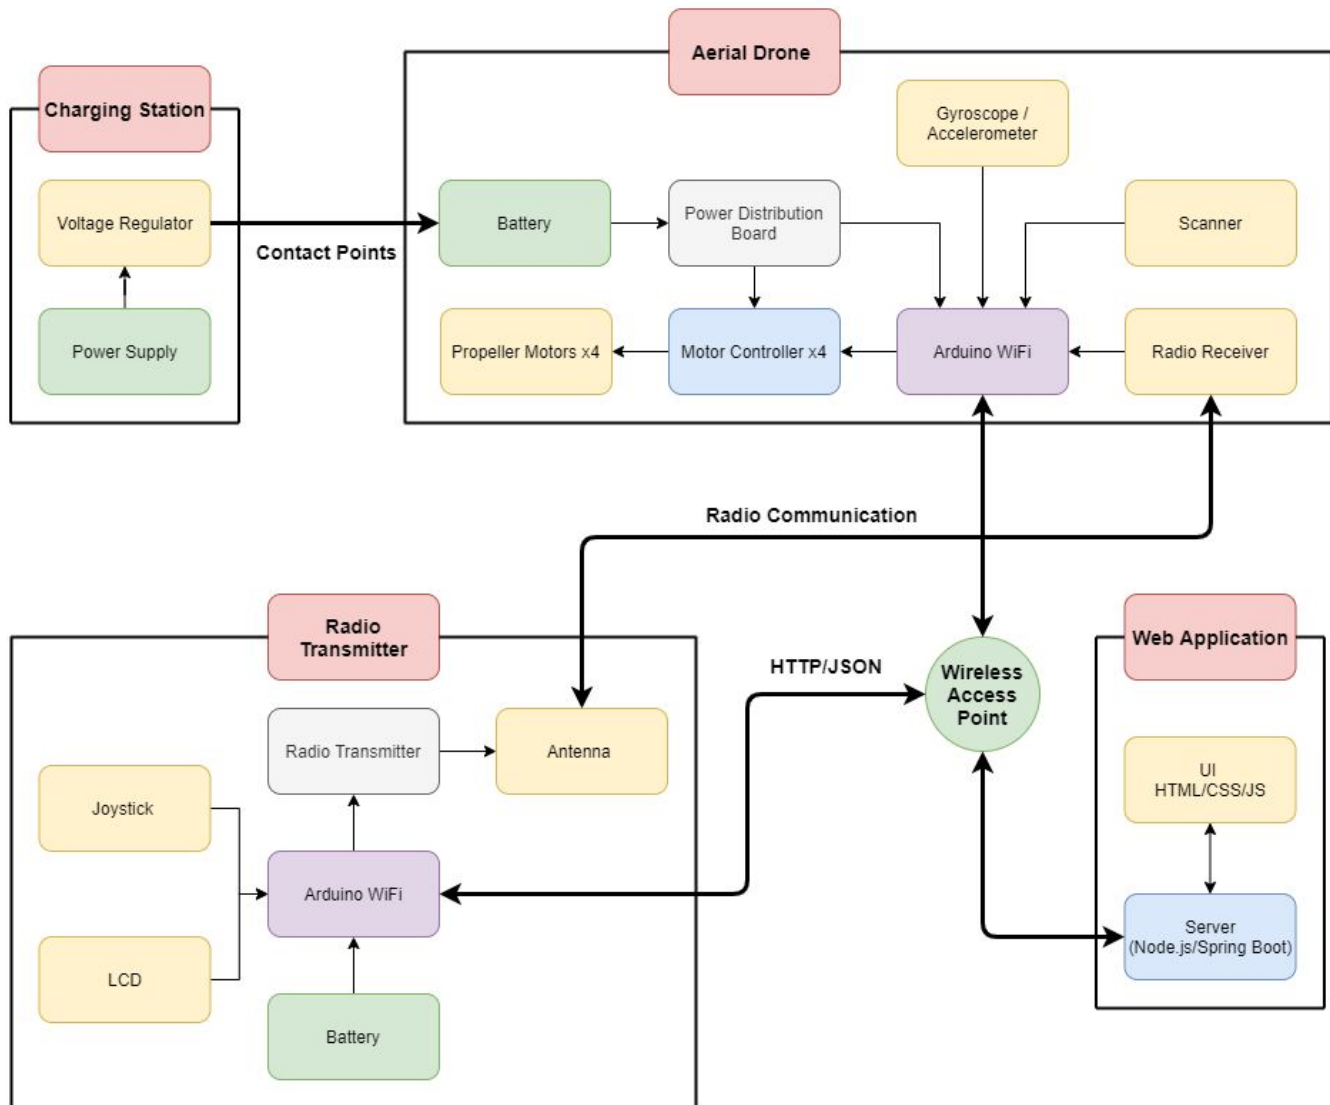 Aerial Drone
Charging Station
Gyroscope /
Accelerometer
Voltage Regulator
Contact Points
Battery
Power Distribution
Board
Scanner
Power Supply
Propeller Motors x4
Motor Controller x4
Arduino WiFi
Radio Receiver
Radio Communication
Radio
Transmitter
Web Application
HTTP/JSON
Wireless
Access
Point
Radio Transmitter
Antenna
UI
HTML/CSS/JS
Joystick
Arduino WiFi
Server
(Node.js/Spring Boot)
LCD
Battery